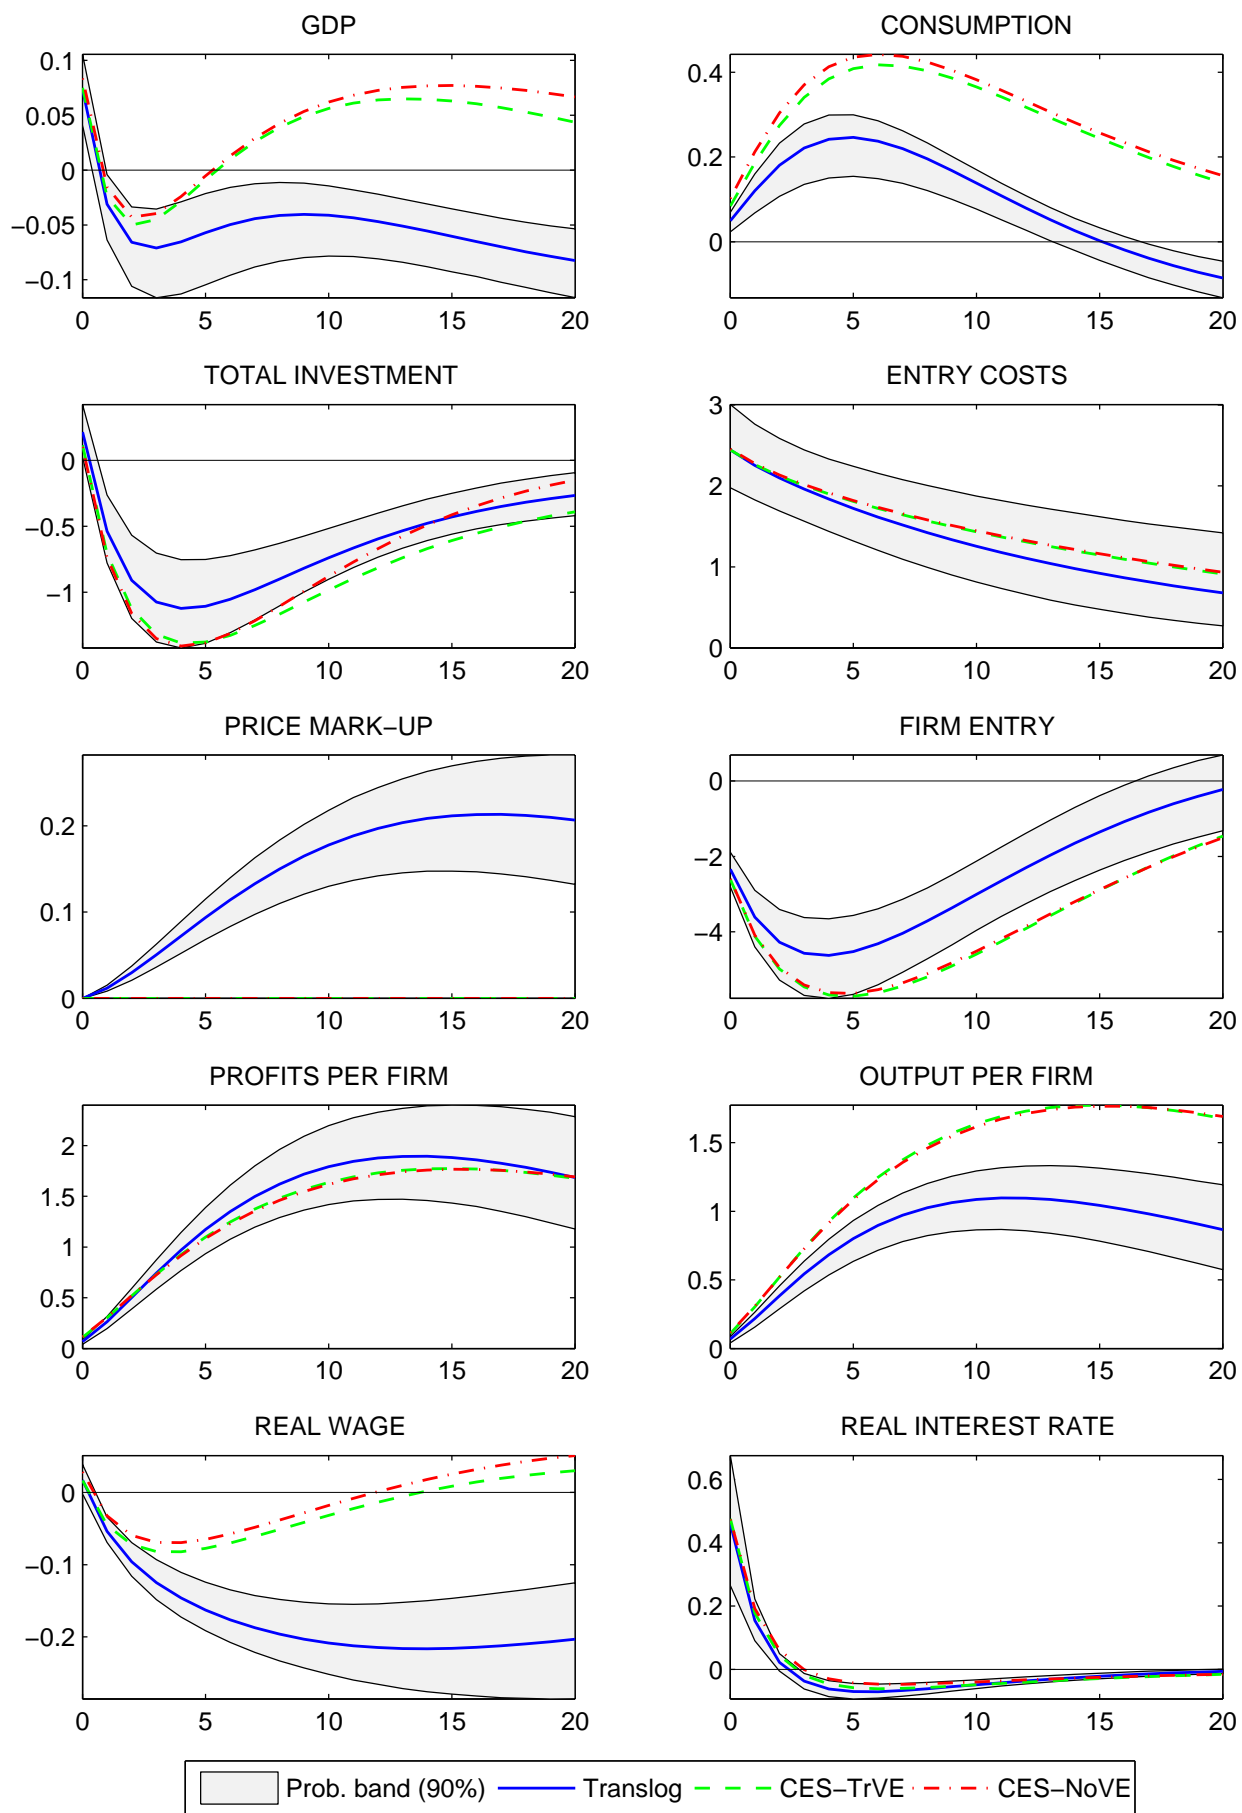 GDP
0.1
0.05
0
−0.05
−0.1
0 5 10 15 20
CONSUMPTION
0.4
0.2
0
0 5 10 15 20
TOTAL INVESTMENT
0
−0.5
−1
0 5 10 15 20
ENTRY COSTS
3
2
1
0
0 5 10 15 20
PRICE MARK−UP
0.2
0.1
0
0 5 10 15 20
FIRM ENTRY
0
−2
−4
0 5 10 15 20
PROFITS PER FIRM
2
1.5
1
0.5
0
0 5 10 15 20
OUTPUT PER FIRM
1.5
1
0.5
0
0 5 10 15 20
REAL WAGE
0
−0.1
−0.2
0 5 10 15 20
REAL INTEREST RATE
0.6
0.4
0.2
0
0 5 10 15 20
Prob. band (90%) Translog CES−TrVE CES−NoVE